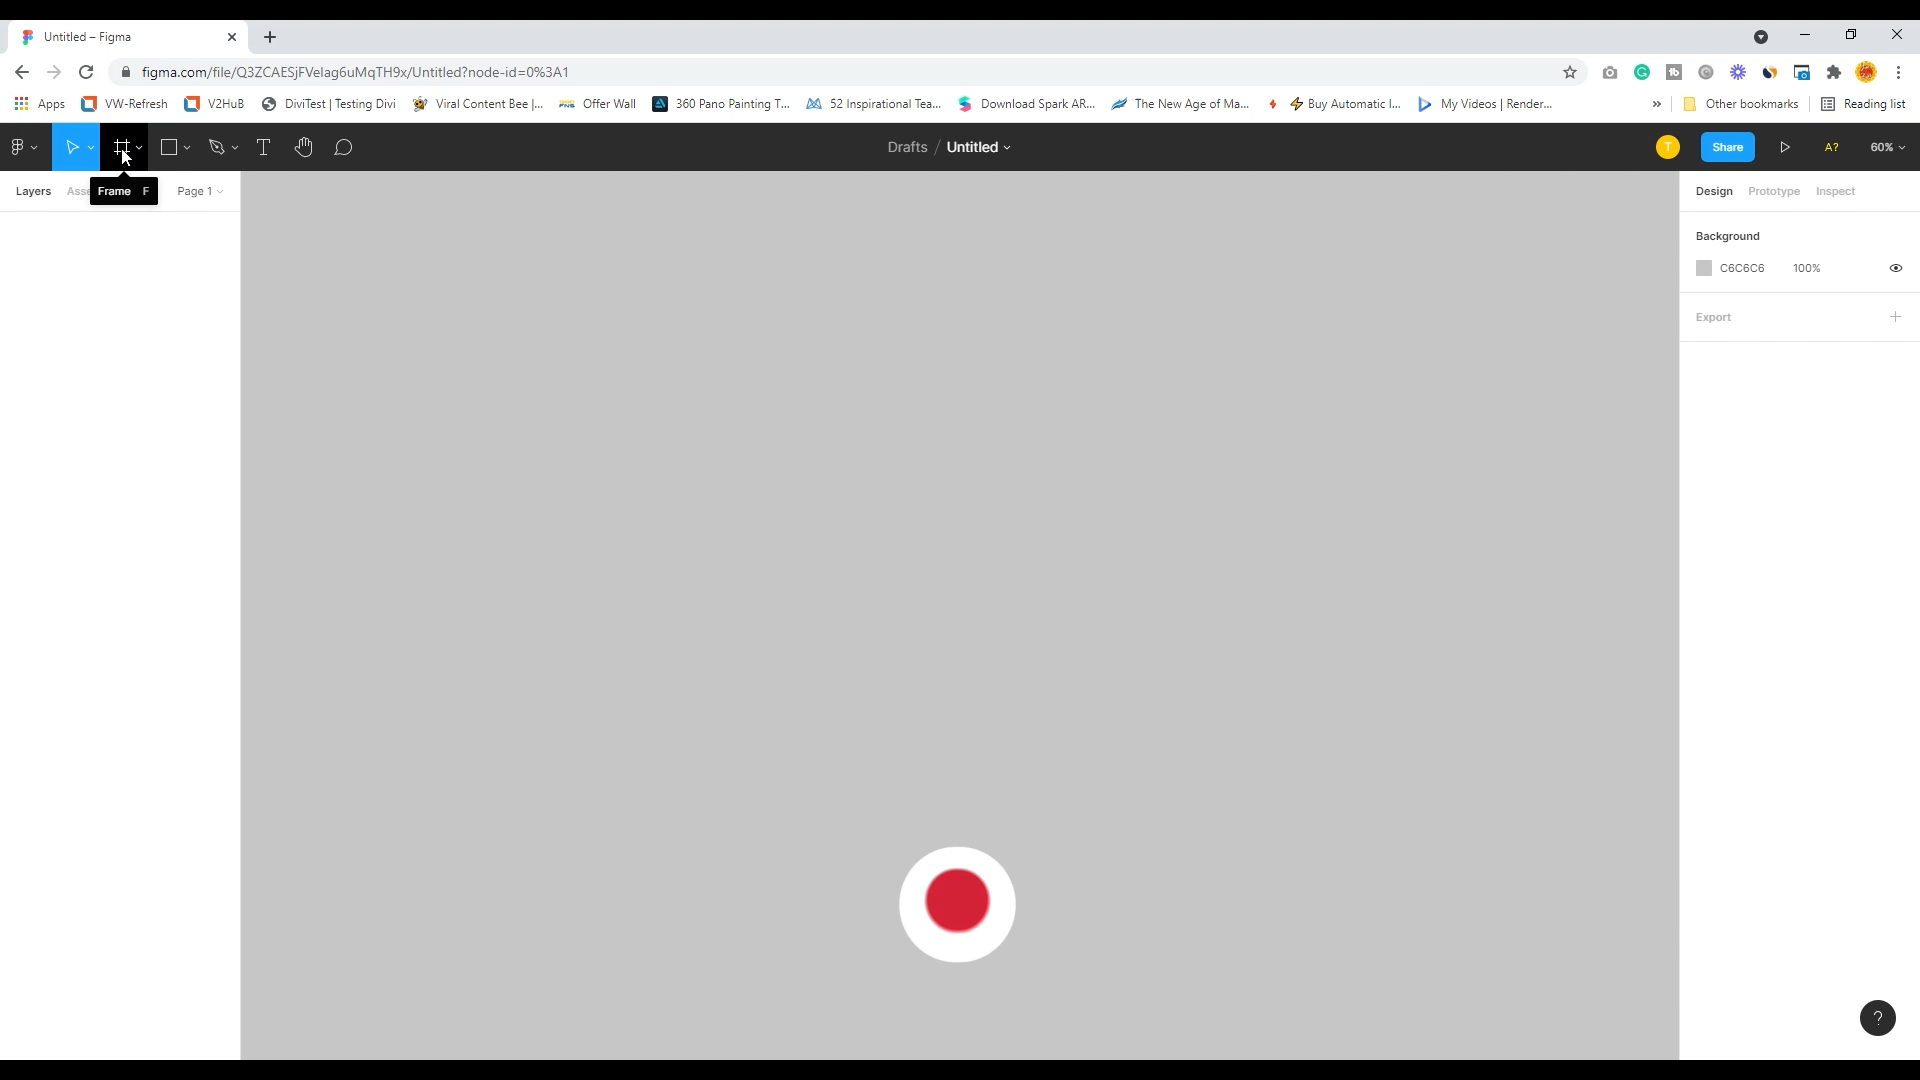 Untitled – Figma
figma.com/file/Q3ZCAESjFVelag6uMqTH9x/Untitled?node-id=0%3A1
Apps VW-Refresh V2HuB DiviTest | Testing Divi Viral Content Bee |... Offer Wall 360 Pano Painting T... 52 Inspirational Tea... Download Spark AR... The New Age of Ma... Buy Automatic I... My Videos | Render... » Other bookmarks Reading list
Drafts / Untitled T Share A? 60%
Layers Asse Frame F Page 1 Design Prototype Inspect
Background
C6C6C6 100%
Export
?